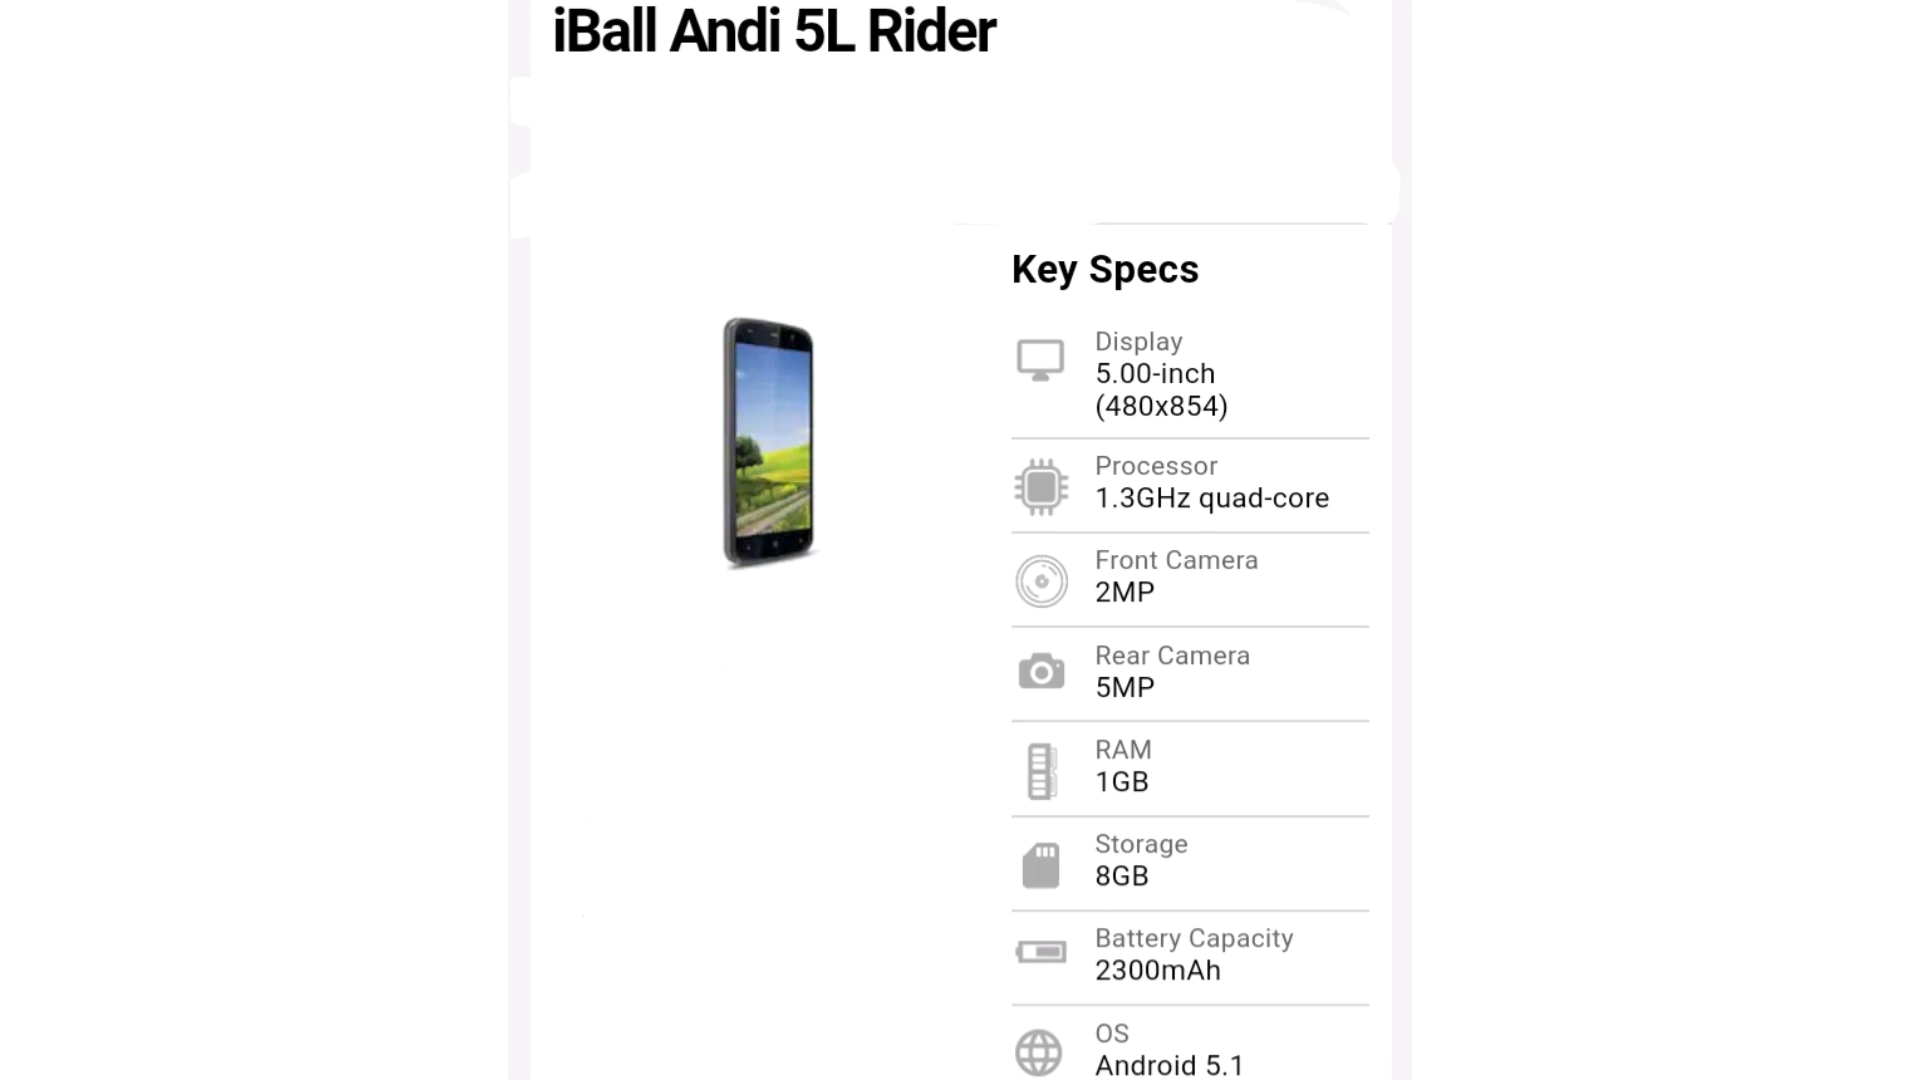 iBall Andi 5L Rider
Key Specs
Display
5.00-inch
(480x854)
Processor
1.3GHz quad-core
Front Camera
2MP
Rear Camera
5MP
RAM
1GB
Storage
8GB
Battery Capacity
2300mAh
OS
Android 5.1